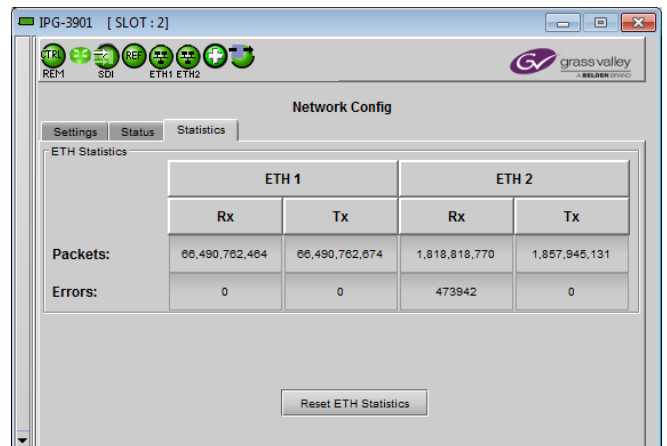 IPG-3901 [ SLOT : 2]
CTRL REF
REM SDI ETH1 ETH2
GV grass valley
A BELDEN BRAND
Network Config
Settings Status Statistics
ETH Statistics
ETH 1 ETH 2
Rx Tx Rx Tx
Packets: 66,490,762,464 66,490,762,674 1,818,818,770 1,857,945,131
Errors: 0 0 473942 0
Reset ETH Statistics